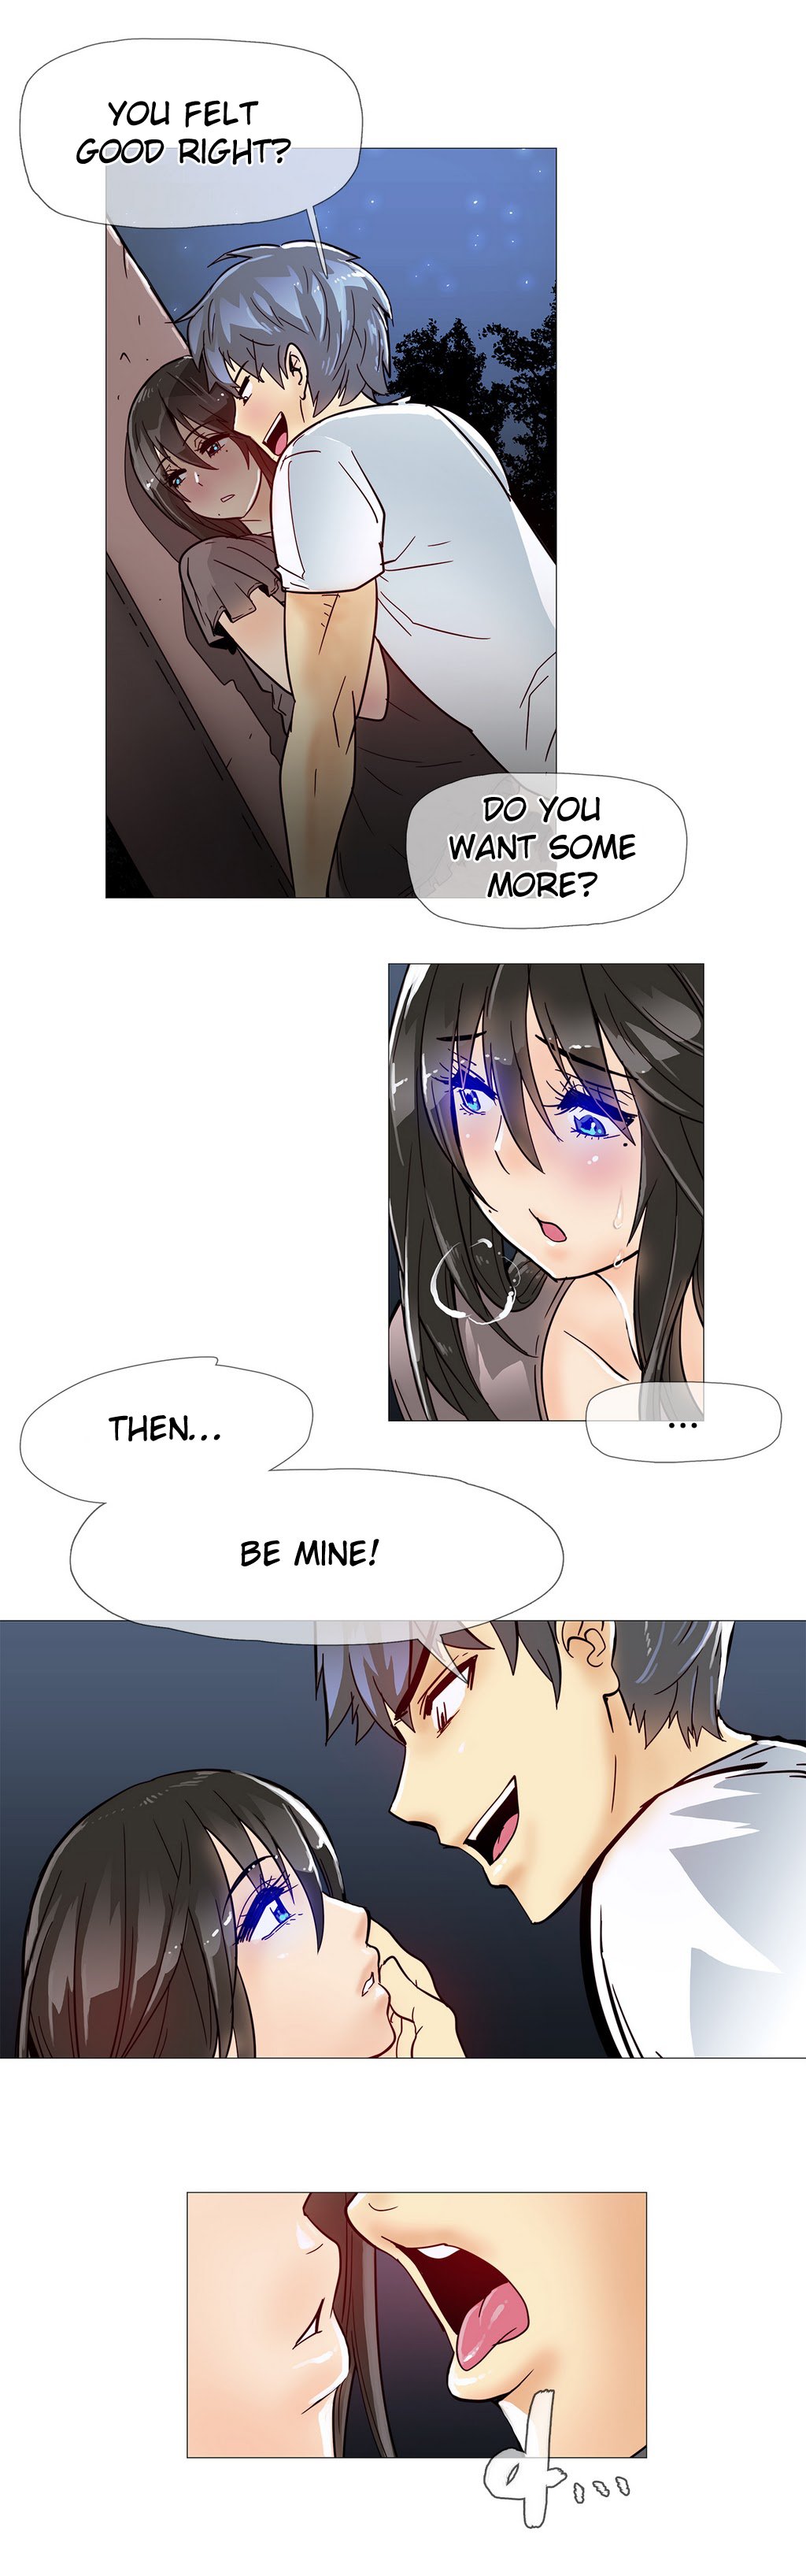 YOU FELT
GOOD RIGHT?
DO YOU
WANT SOME
MORE?
...
THEN...
BE MINE!